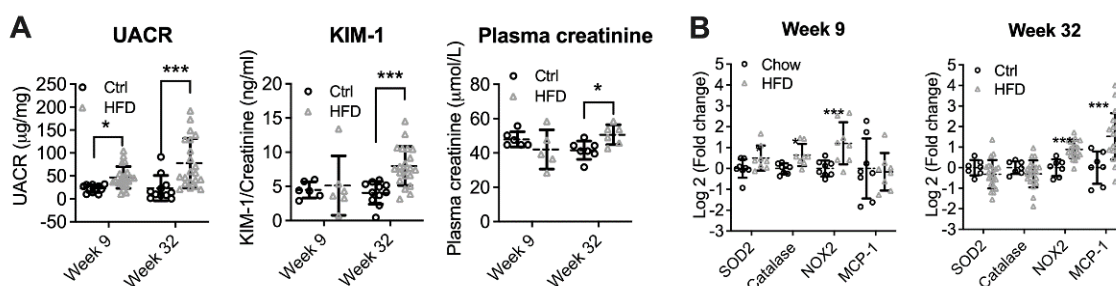 A
UACR
UACR (μg/mg)
250
200
150
100
50
0
-50
Ctrl
HFD
*
***
Week 9
Week 32
KIM-1
KIM-1/Creatinine (ng/ml)
20
15
10
5
0
Ctrl
HFD
***
Week 9
Week 32
Plasma creatinine
Plasma creatinine (μmol/L)
80
60
40
20
0
Ctrl
HFD
*
Week 9
Week 32
B
Week 9
Log 2 (Fold change)
5
4
3
2
1
0
-1
-2
-3
Chow
HFD
*
***
SOD2
Catalase
NOX2
MCP-1
Week 32
Log 2 (Fold change)
5
4
3
2
1
0
-1
-2
-3
Ctrl
HFD
***
***
SOD2
Catalase
NOX2
MCP-1